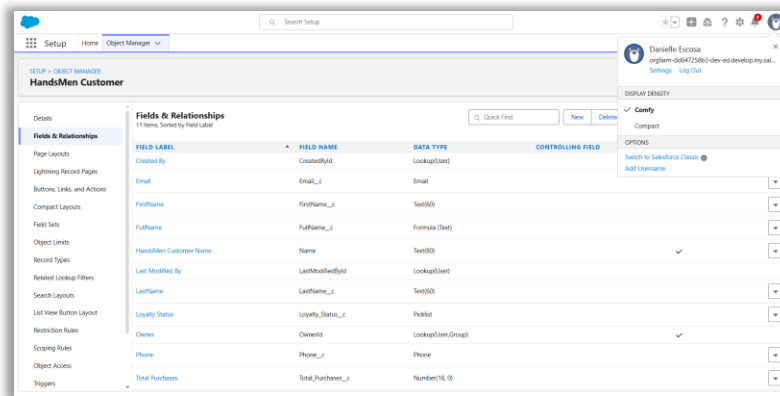 Search Setup
Setup Home Object Manager
SETUP > OBJECT MANAGER
HandsMen Customer
Danielle Escosa
orgfarm-dd647258b3-dev-ed.develop.my.sal...
Settings Log Out
DISPLAY DENSITY
Comfy
Compact
OPTIONS
Switch to Salesforce Classic
Add Username
Details
Fields & Relationships
Page Layouts
Lightning Record Pages
Buttons, Links, and Actions
Compact Layouts
Field Sets
Object Limits
Record Types
Related Lookup Filters
Search Layouts
List View Button Layout
Restriction Rules
Scoping Rules
Object Access
Triggers
Fields & Relationships
11 Items, Sorted by Field Label
Quick Find New Delete
FIELD LABEL FIELD NAME DATA TYPE CONTROLLING FIELD
Created By CreatedById Lookup(User)
Email Email__c Email
FirstName FirstName__c Text(60)
FullName FullName__c Formula (Text)
HandsMen Customer Name Name Text(80)
Last Modified By LastModifiedById Lookup(User)
LastName LastName__c Text(60)
Loyalty Status Loyalty_Status__c Picklist
Owner OwnerId Lookup(User,Group)
Phone Phone__c Phone
Total Purchases Total_Purchases__c Number(18, 0)